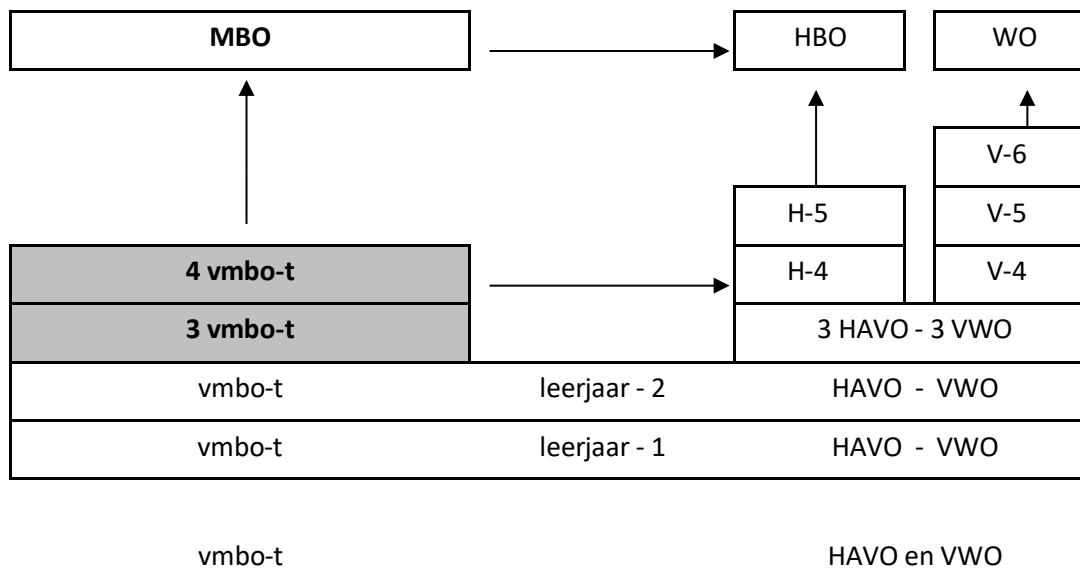 MBO HBO WO
V-6
H-5 V-5
4 vmbo-t H-4 V-4
3 vmbo-t 3 HAVO - 3 VWO
vmbo-t leerjaar - 2 HAVO - VWO
vmbo-t leerjaar - 1 HAVO - VWO
vmbo-t HAVO en VWO